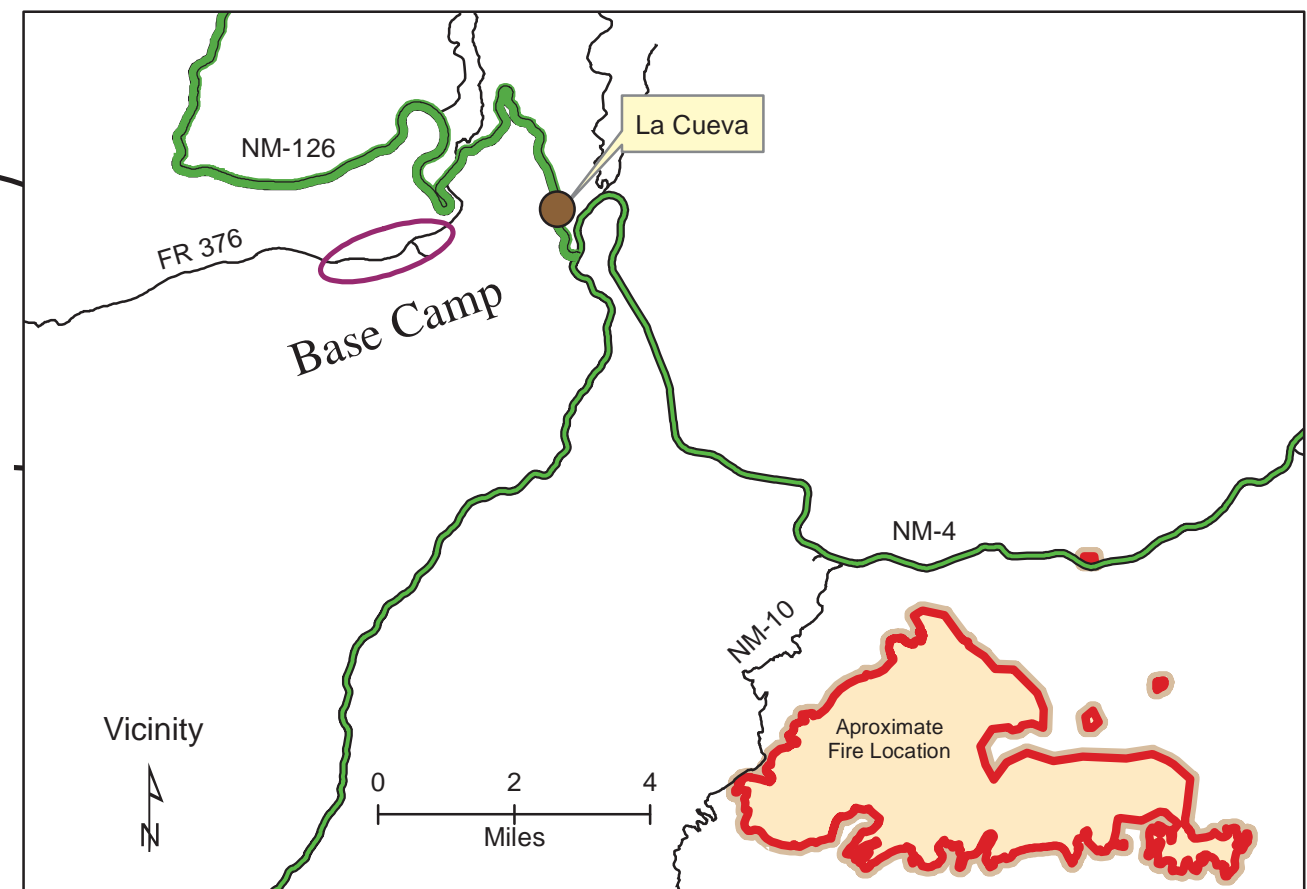 La Cueva
NM-126
FR 376
Base Camp
NM-4
NM-10
Aproximate
Fire Location
Vicinity
N
0 2 4
Miles